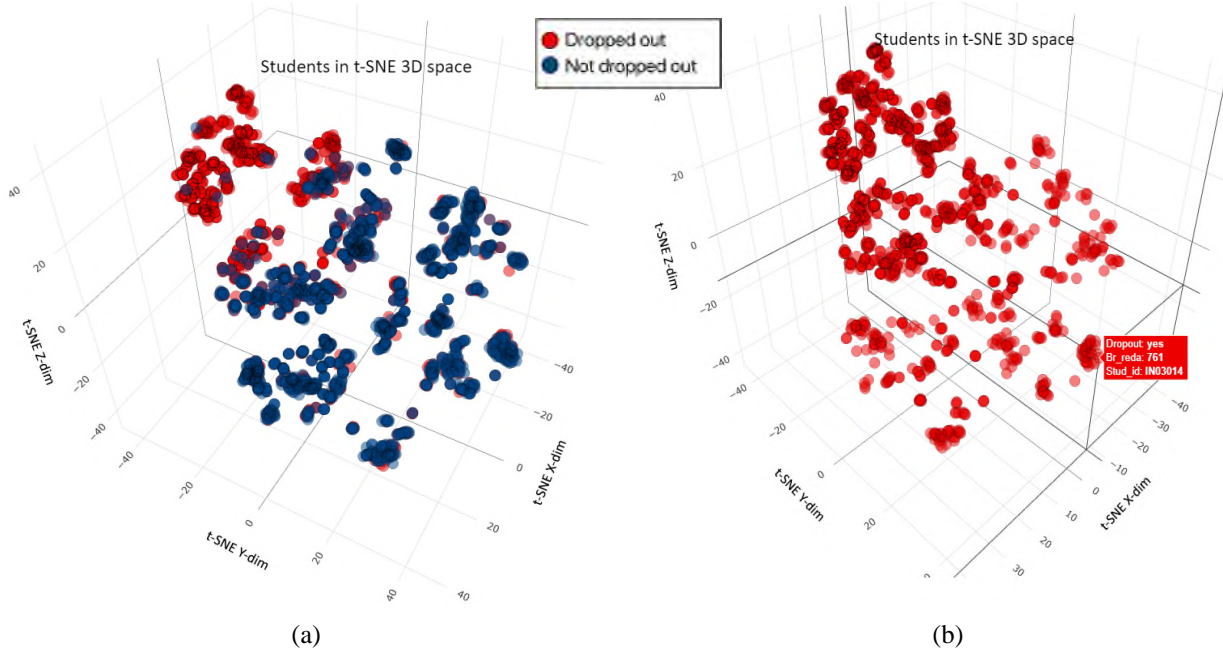 Students in t-SNE 3D space
Dropped out
Not dropped out
Students in t-SNE 3D space
40
20
0
−20
−40
t-SNE Z-dim
−40
−20
0
20
40
t-SNE Y-dim
−40
−20
0
20
40
t-SNE X-dim
40
20
0
−20
−40
t-SNE Z-dim
−40
−20
0
20
t-SNE Y-dim
−40
−30
−20
−10
0
10
20
30
t-SNE X-dim
Dropout: yes
Br_reda: 761
Stud_id: IN03014
(a)
(b)